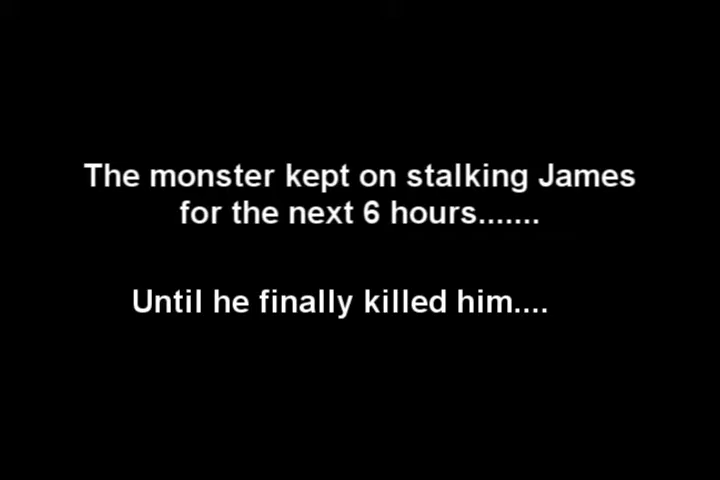 The monster kept on stalking James
for the next 6 hours.......
Until he finally killed him....